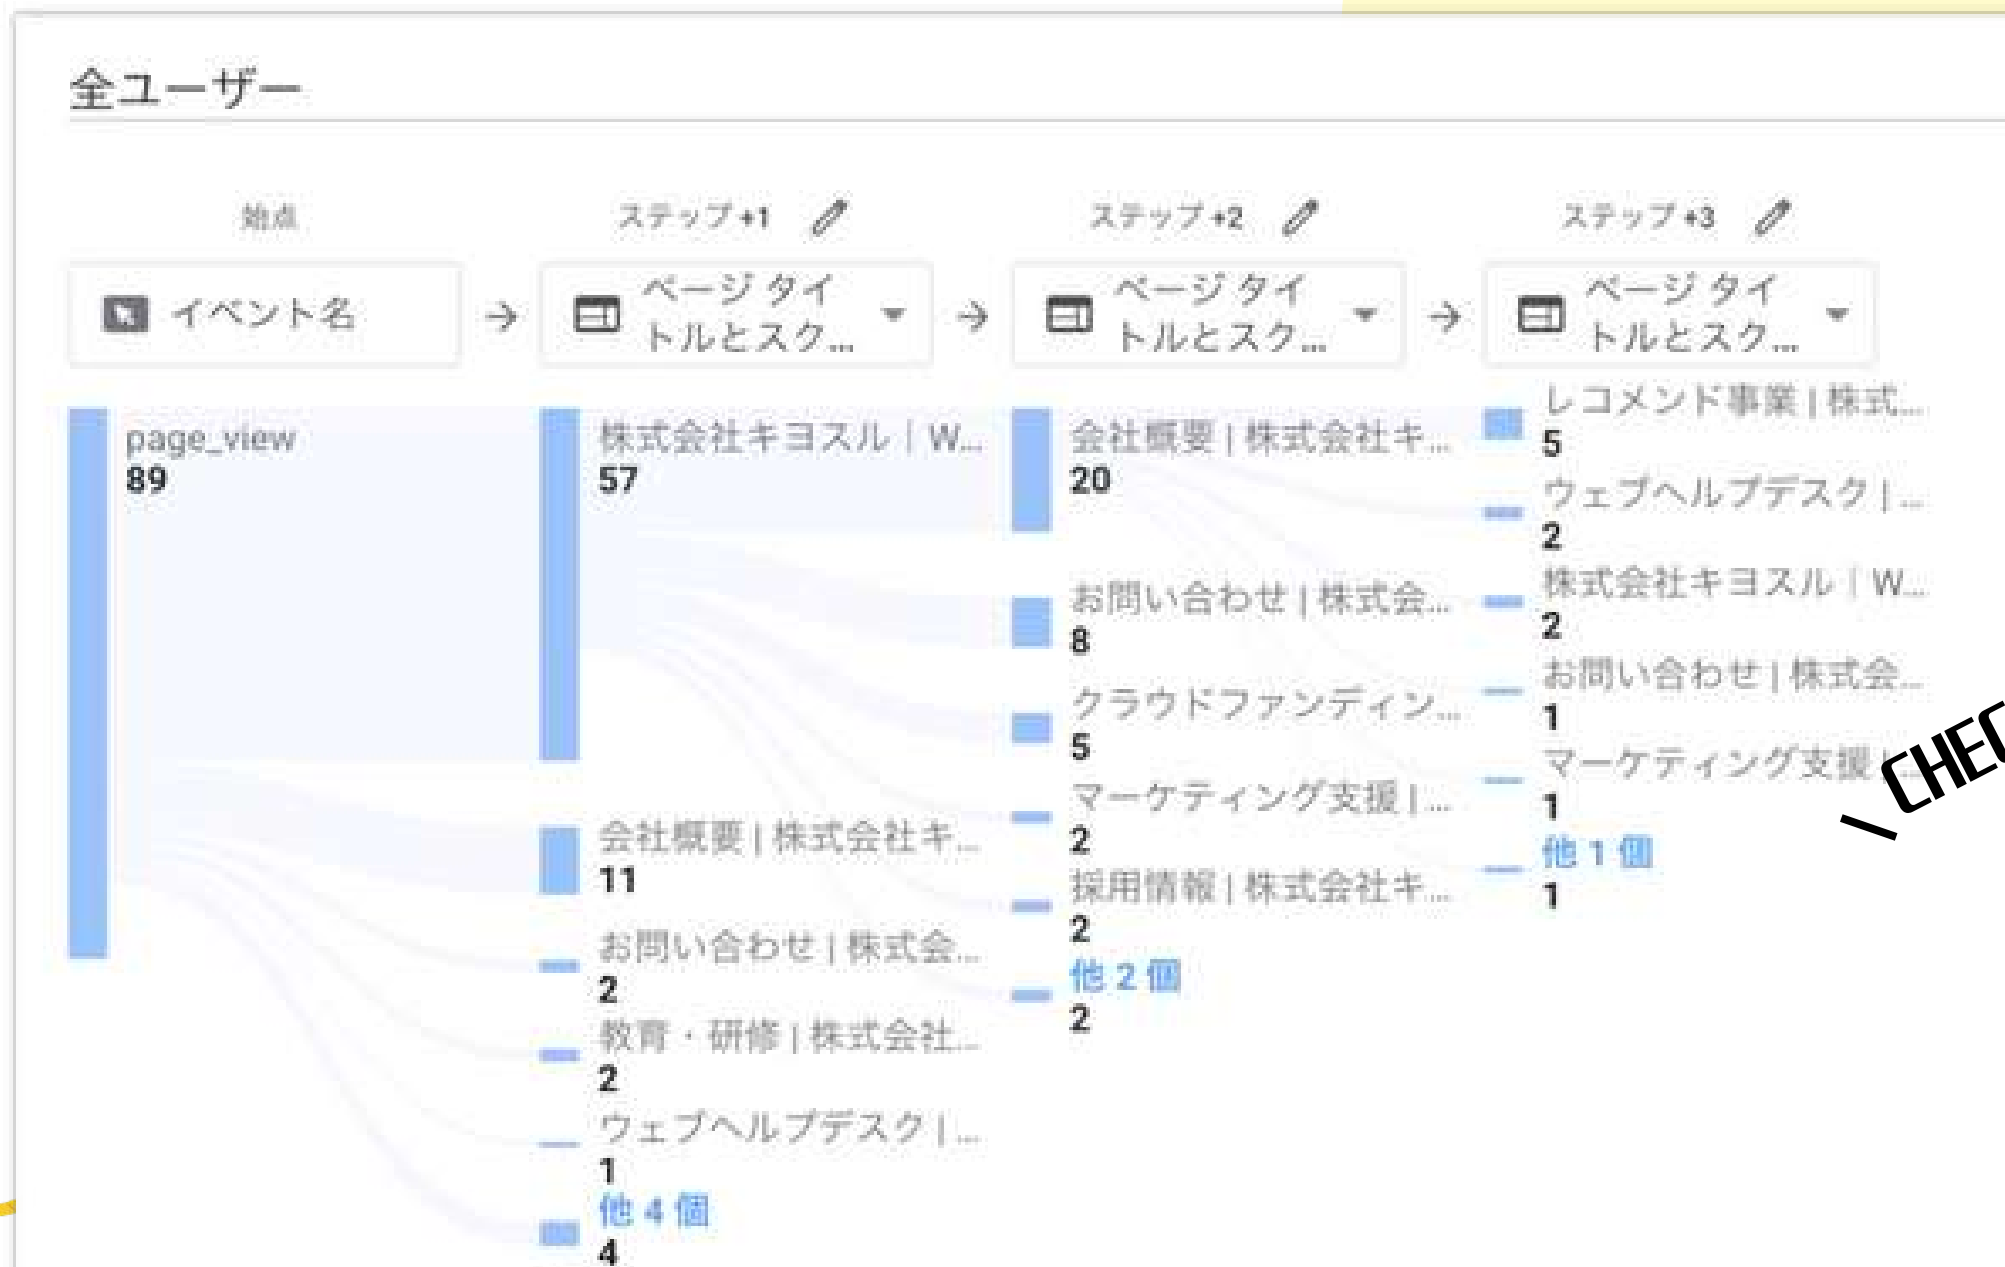 全ユーザー
始点
ステップ+1
ステップ+2
ステップ+3
イベント名
ページ タイ
トルとスク...
ページ タイ
トルとスク...
ページ タイ
トルとスク...
page_view
89
株式会社キヨスル｜W...
57
会社概要 | 株式会社キ...
11
お問い合わせ | 株式会...
2
教育・研修 | 株式会社...
2
ウェブヘルプデスク | ...
1
他 4 個
4
会社概要 | 株式会社キ...
20
お問い合わせ | 株式会...
8
クラウドファンディン...
5
マーケティング支援 | ...
2
採用情報 | 株式会社キ...
2
他 2 個
2
レコメンド事業 | 株式...
5
ウェブヘルプデスク | ...
2
株式会社キヨスル｜W...
2
お問い合わせ | 株式会...
1
マーケティング支援 | ...
1
他 1 個
1